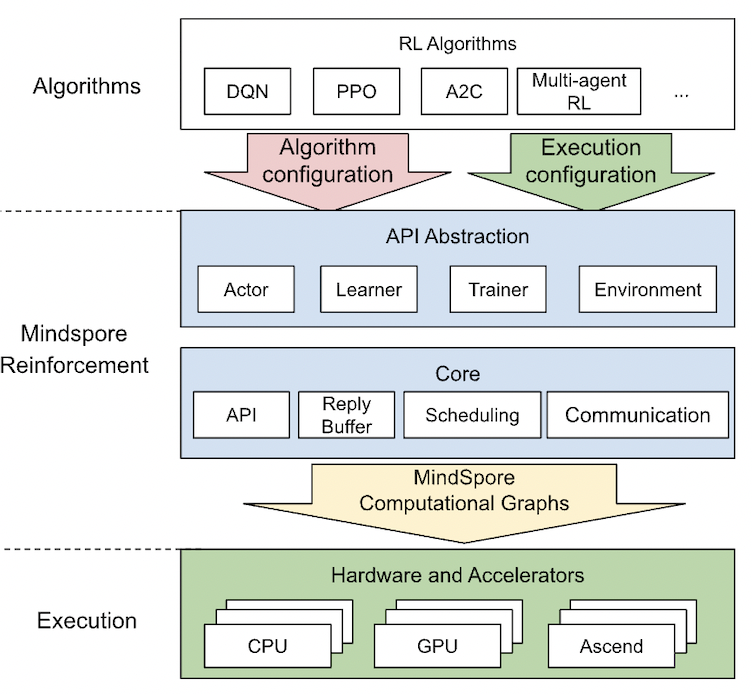 RL Algorithms
Algorithms
DQN
PPO
A2C
Multi-agent
RL
...
Algorithm
configuration
Execution
configuration
API Abstraction
Actor
Learner
Trainer
Environment
Mindspore
Reinforcement
Core
API
Reply
Buffer
Scheduling
Communication
MindSpore
Computational Graphs
Hardware and Accelerators
Execution
CPU
GPU
Ascend